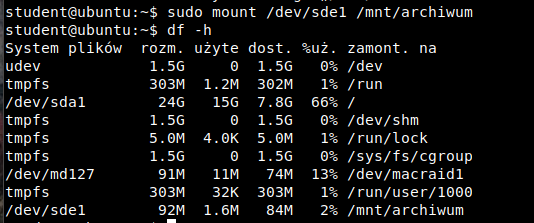 student@ubuntu:~$ sudo mount /dev/sde1 /mnt/archiwum
student@ubuntu:~$ df -h
System plików rozm. użyte dost. %uż. zamont. na
udev 1.5G 0 1.5G 0% /dev
tmpfs 303M 1.2M 302M 1% /run
/dev/sda1 24G 15G 7.8G 66% /
tmpfs 1.5G 0 1.5G 0% /dev/shm
tmpfs 5.0M 4.0K 5.0M 1% /run/lock
tmpfs 1.5G 0 1.5G 0% /sys/fs/cgroup
/dev/md127 91M 11M 74M 13% /dev/macraid1
tmpfs 303M 32K 303M 1% /run/user/1000
/dev/sde1 92M 1.6M 84M 2% /mnt/archiwum